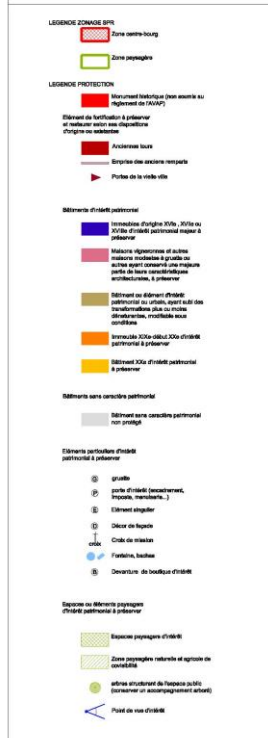 LEGENDE ZONAGE SPR
Zone centre-bourg
Zone paysagère
LEGENDE PROTECTION
Monument historique (non soumis au
règlement de l'AVAP)
Elément de fortification à préserver
et restaurer selon ses dispositions
d'origine ou existantes
Anciennes tours
Emprise des anciens remparts
Portes de la vieille ville
Bâtiments d'intérêt patrimonial
Immeubles d'origine XVIe , XVIIe ou
XVIIIe d'intérêt patrimonial majeur à
préserver
Maisons vigneronnes et autres
maisons modestes à gruatte ou
autres ayant conservé une majeure
partie de leurs caractéristiques
architecturales, à préserver
Bâtiment ou élément d'intérêt
patrimonial ou urbain, ayant subi des
transformations plus ou moins
dénaturantes, modifiable sous
conditions
Immeuble XIXe-début XXe d'intérêt
patrimonial à préserver
Bâtiment XXe d'intérêt patrimonial
à préserver
Bâtiments sans caractère patrimonial
Bâtiment sans caractère patrimonial
non protégé
Eléments particuliers d'intérêt
patrimonial à préserver
G gruatte
P porte d'intérêt (encadrement,
imposte, menuiserie...)
E Elément singulier
D Décor de façade
croix Croix de mission
Fontaine, bachas
B Devanture de boutique d'intérêt
Espaces ou éléments paysagers
d'intérêt patrimonial à préserver
Espaces paysagers d'intérêt
Zone paysagère naturelle et agricole de
covisibilité
arbres structurant de l'espace public
(conserver un accompagnement arboré)
Point de vue d'intérêt